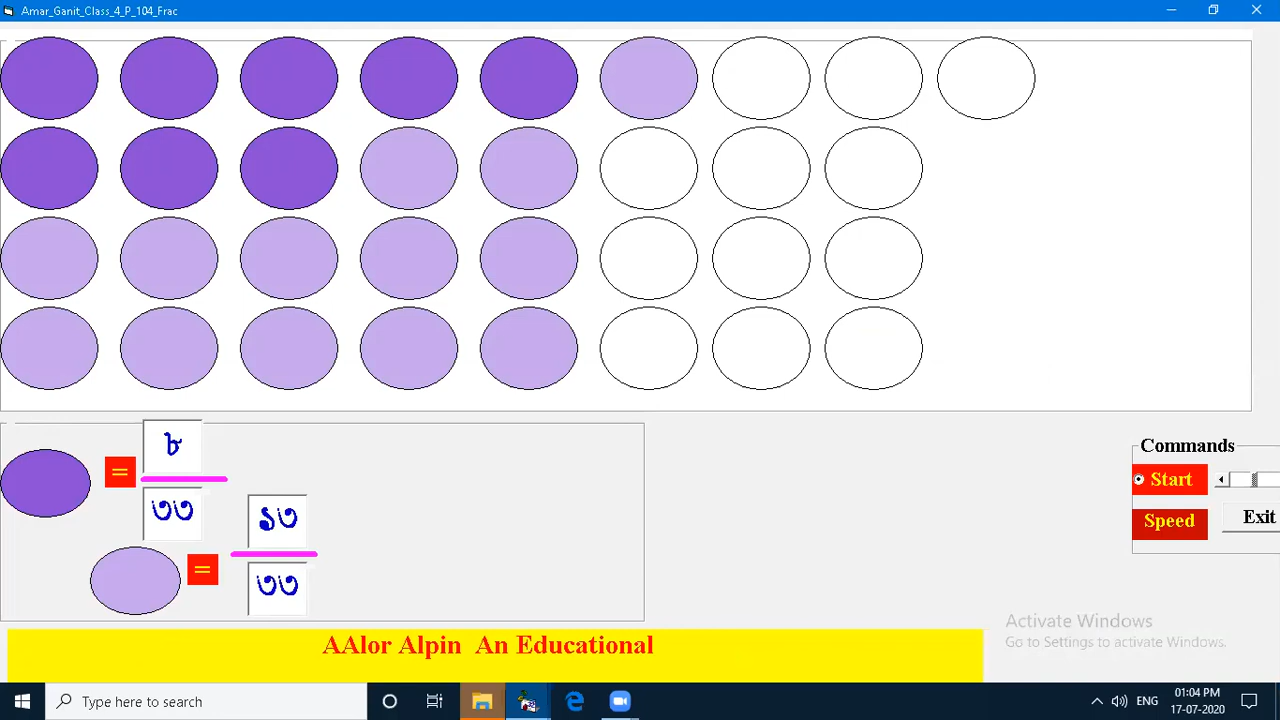 Amar_Ganit_Class_4_P_104_Frac
৮
=
৩৩
১৩
=
৩৩
Commands
Start
Speed
Exit
Activate Windows
Go to Settings to activate Windows.
AAlor Alpin An Educational
Type here to search
ENG
01:04 PM
17-07-2020